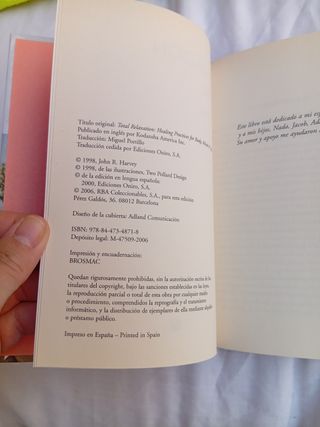 Título original: Total Relaxation: Healing Practices for Body, Mind
Publicado en inglés por Kodansha America Inc.
Traducción: Miguel Portillo
Traducción cedida por Ediciones Oniro, S.A.
© 1998, John R. Harvey
© 1998, de las ilustraciones, Two Pollard Design
© de la edición en lengua española:
2000, Ediciones Oniro, S.A.
© 2006, RBA Coleccionables, S.A., para esta edición
Pérez Galdós, 36, 08012 Barcelona
Diseño de la cubierta: Adland Comunicación
ISBN: 978-84-473-4871-8
Depósito legal: M-47509-2006
Impresión y encuadernación:
BROSMAC
Quedan rigurosamente prohibidas, sin la autorización escrita de los
titulares del copyright, bajo las sanciones establecidas en las leyes,
la reproducción parcial o total de esta obra por cualquier medio
o procedimiento, comprendidos la reprografía y el tratamiento
informático, y la distribución de ejemplares de ella mediante alquiler
o préstamo público.
Impreso en España – Printed in Spain
Este libro está dedicado a mi
y a mis hijos, Nada, Jacob,
Su amor y apoyo me ayudaron